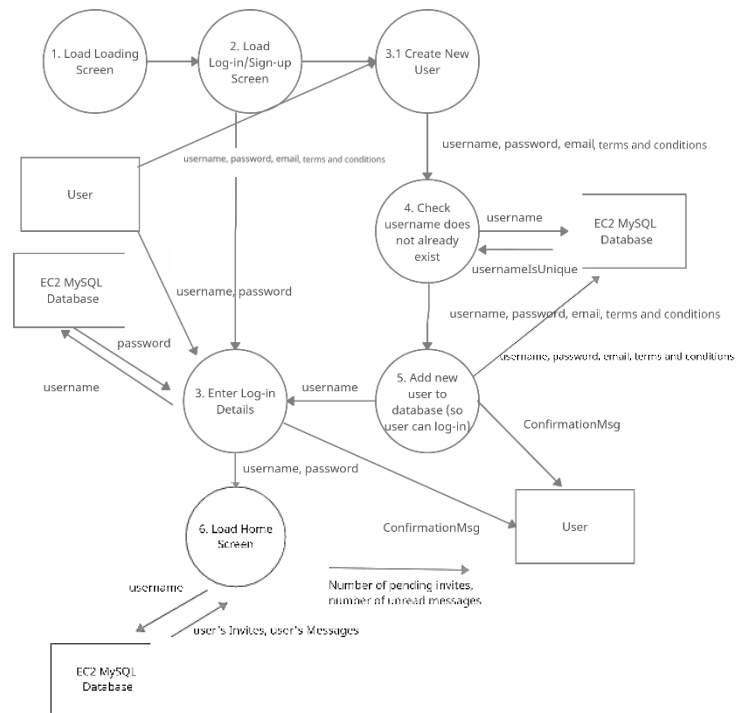 1. Load Loading
Screen
2. Load
Log-in/Sign-up
Screen
3.1 Create New
User
username, password, email, terms and conditions
username, password, email, terms and conditions
User
4. Check
username does
not already
exist
username
EC2 MySQL
Database
usernameIsUnique
EC2 MySQL
Database
username, password
username, password, email, terms and conditions
password
username
username, password, email, terms and conditions
3. Enter Log-in
Details
username
5. Add new
user to
database (so
user can log-in)
ConfirmationMsg
username, password
ConfirmationMsg
User
6. Load Home
Screen
Number of pending invites,
number of unread messages
username
user's Invites, user's Messages
EC2 MySQL
Database